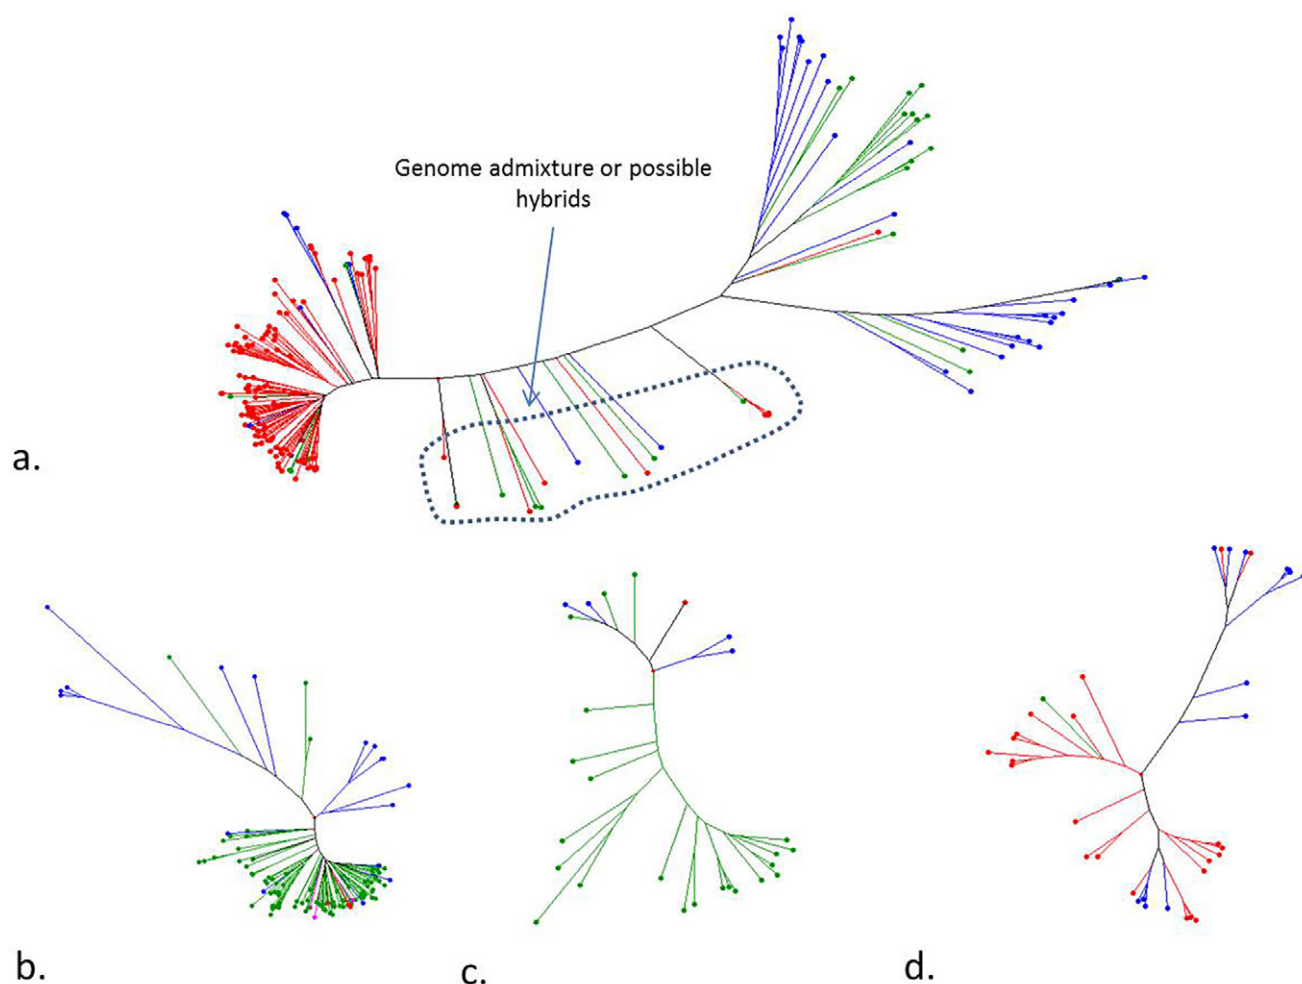 Genome admixture or possible
hybrids
a.
b.
c.
d.